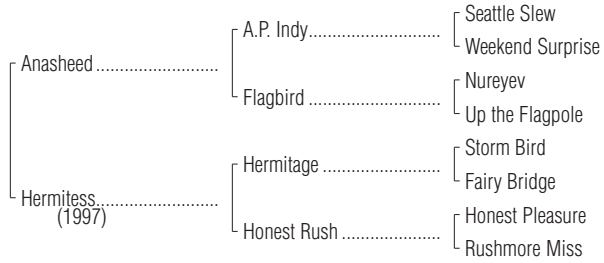 Seattle Slew
A.P. Indy
Weekend Surprise
Anasheed
Nureyev
Flagbird
Up the Flagpole
Storm Bird
Hermitage
Fairy Bridge
Hermitess
(1997)
Honest Pleasure
Honest Rush
Rushmore Miss